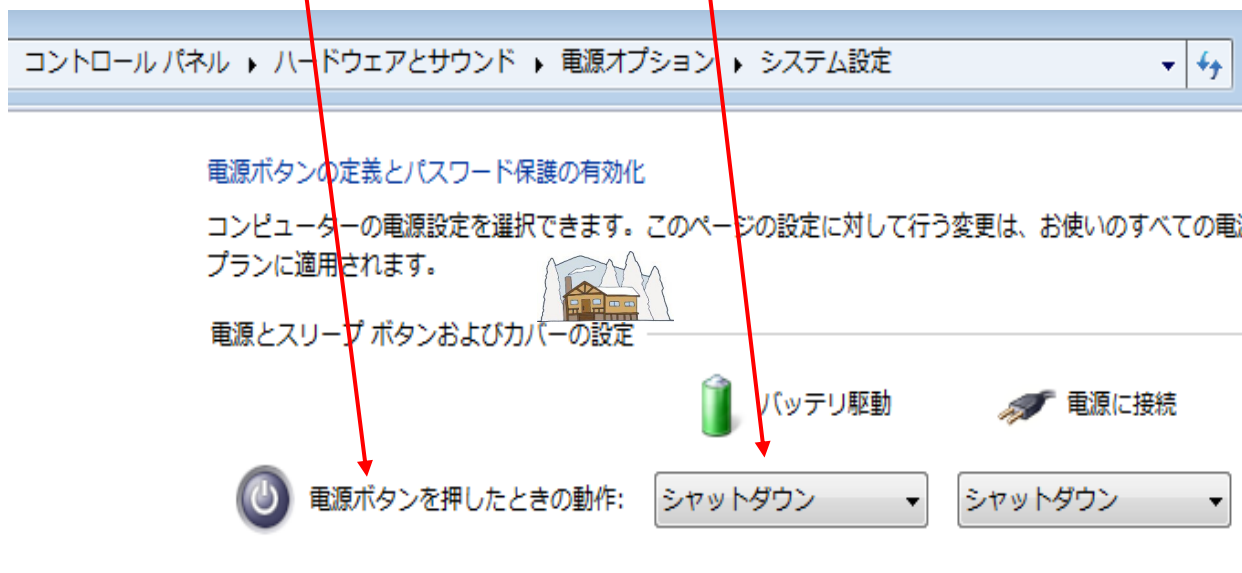 コントロール パネル ▸ ハードウェアとサウンド ▸ 電源オプション ▸ システム設定
電源ボタンの定義とパスワード保護の有効化
コンピューターの電源設定を選択できます。このページの設定に対して行う変更は、お使いのすべての電
プランに適用されます。
電源とスリープ ボタンおよびカバーの設定
バッテリ駆動 電源に接続
電源ボタンを押したときの動作: シャットダウン シャットダウン